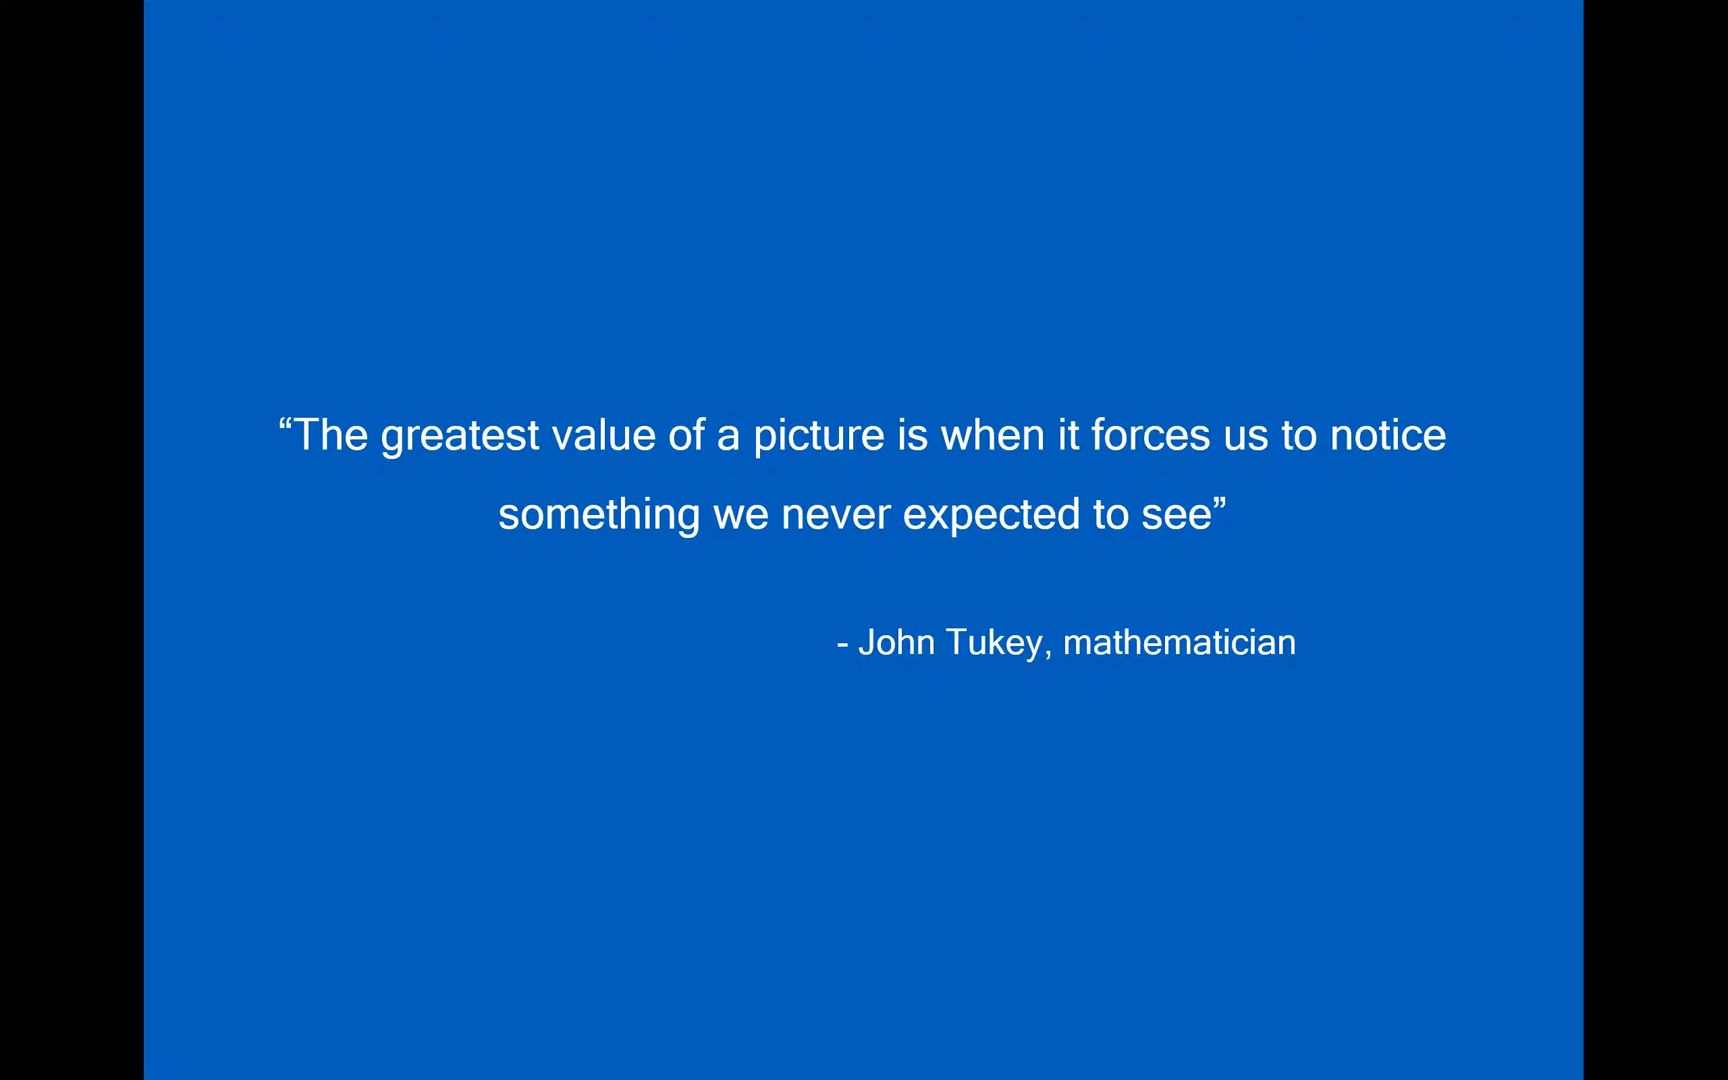 “The greatest value of a picture is when it forces us to notice
something we never expected to see”
- John Tukey, mathematician